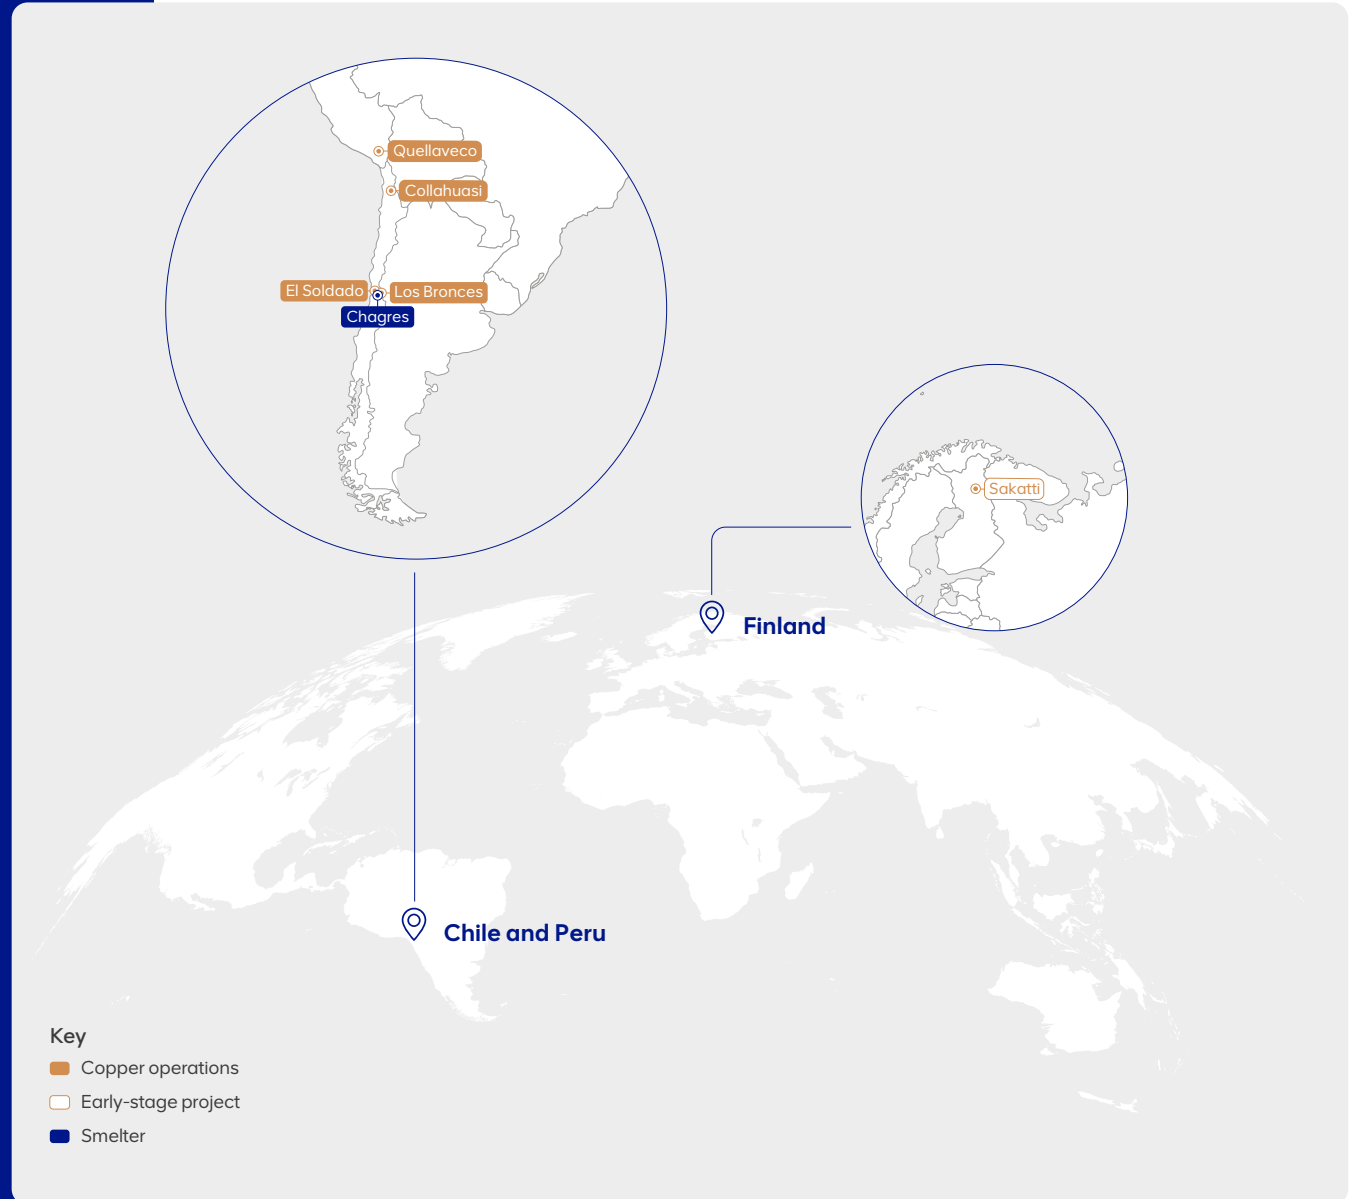 Quellaveco
Collahuasi
El Soldado
Los Bronces
Chagres
Sakatti
Finland
Chile and Peru
Key
Copper operations
Early-stage project
Smelter